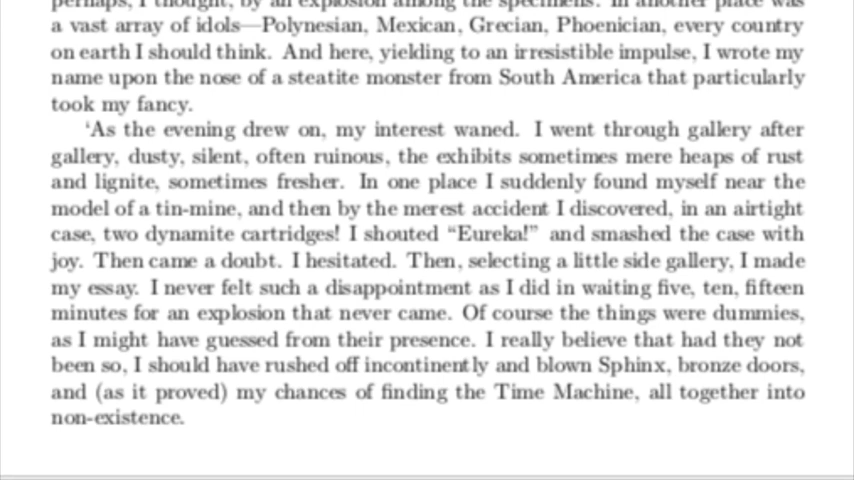 perhaps, I thought, by an explosion among the specimens. In another place was
a vast array of idols—Polynesian, Mexican, Grecian, Phoenician, every country
on earth I should think. And here, yielding to an irresistible impulse, I wrote my
name upon the nose of a steatite monster from South America that particularly
took my fancy.
‘As the evening drew on, my interest waned. I went through gallery after
gallery, dusty, silent, often ruinous, the exhibits sometimes mere heaps of rust
and lignite, sometimes fresher. In one place I suddenly found myself near the
model of a tin-mine, and then by the merest accident I discovered, in an airtight
case, two dynamite cartridges! I shouted “Eureka!” and smashed the case with
joy. Then came a doubt. I hesitated. Then, selecting a little side gallery, I made
my essay. I never felt such a disappointment as I did in waiting five, ten, fifteen
minutes for an explosion that never came. Of course the things were dummies,
as I might have guessed from their presence. I really believe that had they not
been so, I should have rushed off incontinently and blown Sphinx, bronze doors,
and (as it proved) my chances of finding the Time Machine, all together into
non-existence.